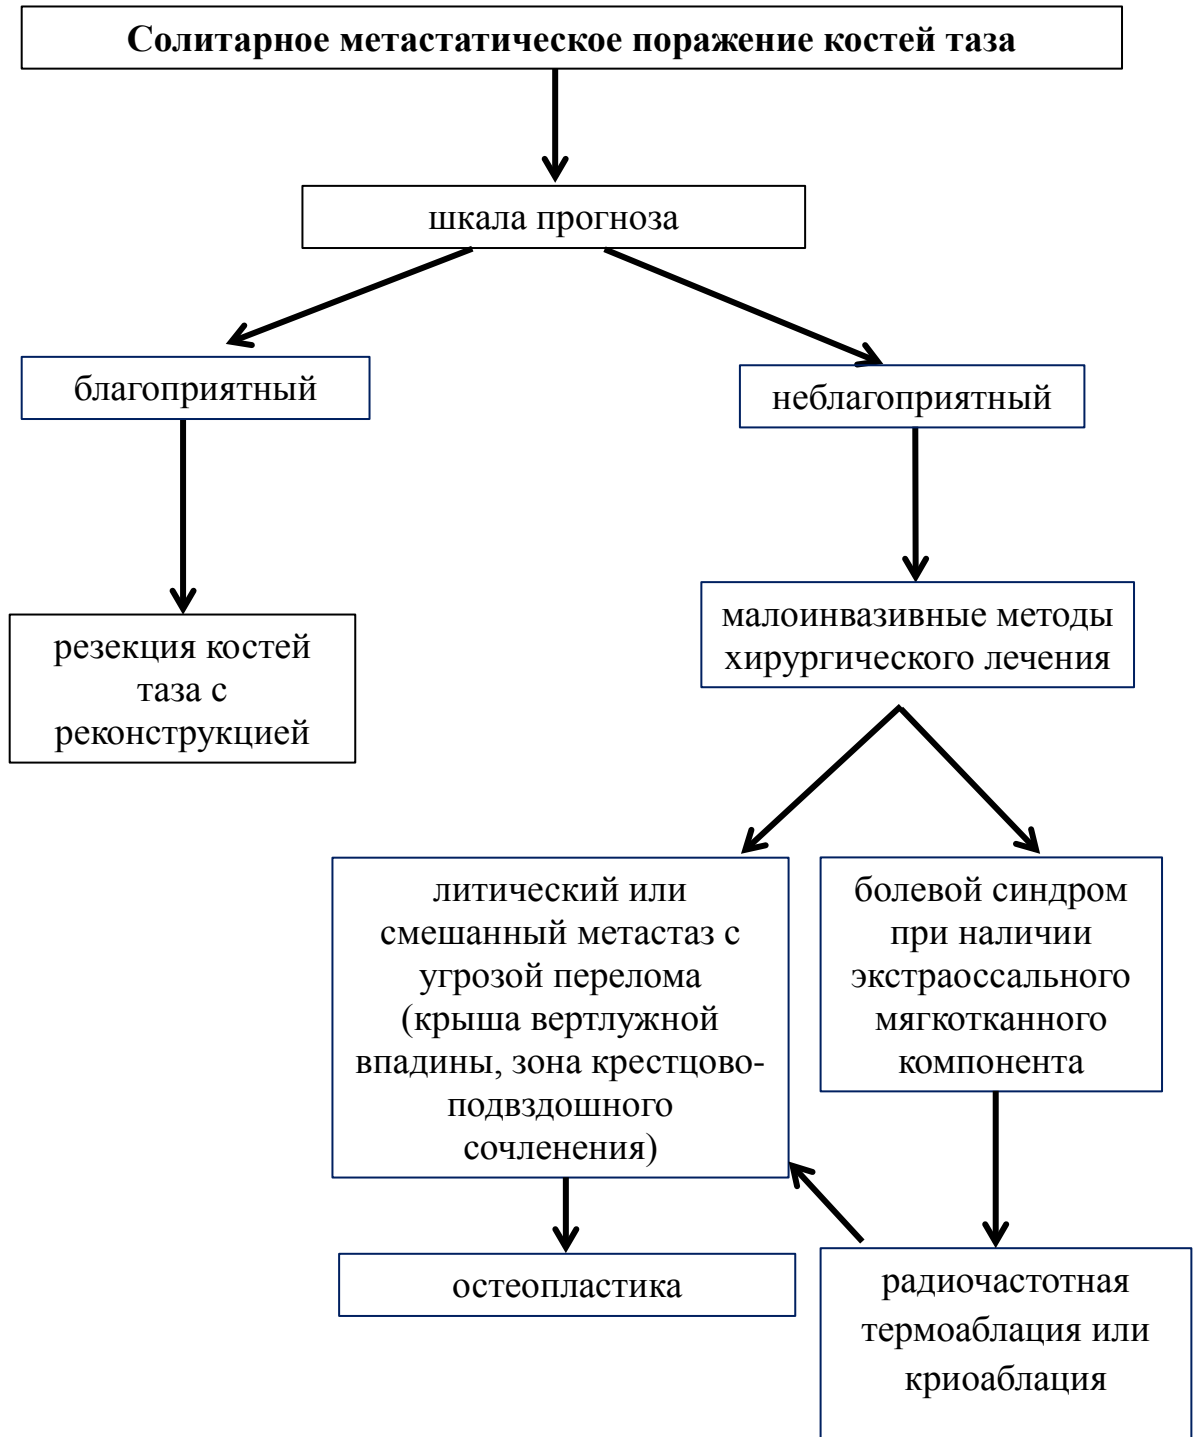 Солитарное метастатическое поражение костей таза
шкала прогноза
благоприятный
неблагоприятный
резекция костей
таза с
реконструкцией
малоинвазивные методы
хирургического лечения
литический или
смешанный метастаз с
угрозой перелома
(крыша вертлужной
впадины, зона крестцово-
подвздошного
сочленения)
болевой синдром
при наличии
экстраоссального
мягкотканного
компонента
остеопластика
радиочастотная
термоаблация или
криоаблация